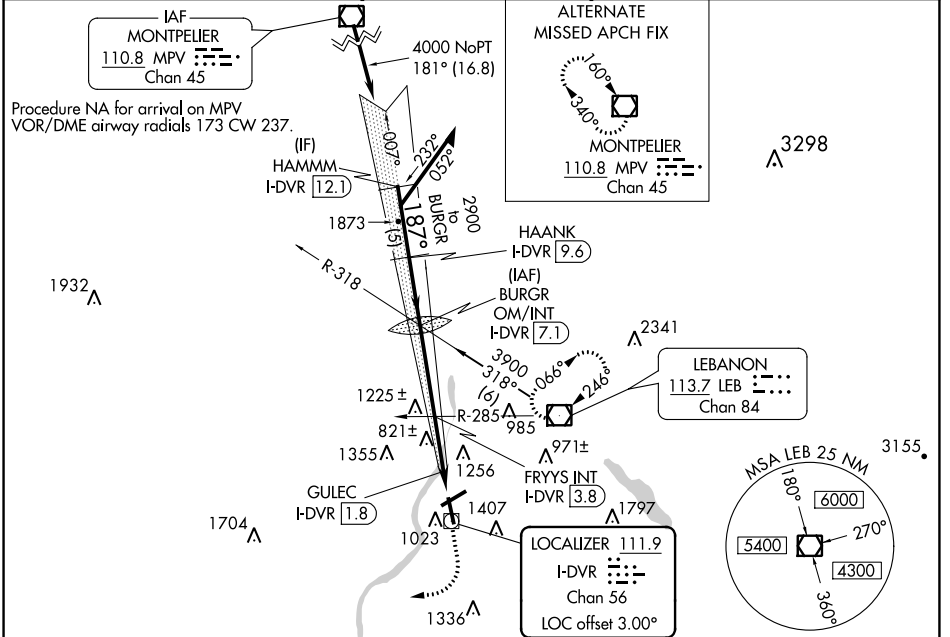 IAF
MONTPELIER
110.8 MPV
Chan 45
Procedure NA for arrival on MPV
VOR/DME airway radials 173 CW 237.
4000 NoPT
181° (16.8)
ALTERNATE
MISSED APCH FIX
160°
340°
MONTPELIER
110.8 MPV
Chan 45
3298
(IF)
HAMMM
I-DVR 12.1
007°
232°
052°
187°
(5)
2900
to
BURGR
1873
R-318
HAANK
I-DVR 9.6
(IAF)
BURGR
OM/INT
I-DVR 7.1
1932
2341
3900
318°
(6)
066°
246°
LEBANON
113.7 LEB
Chan 84
1225±
R-285
985
821±
1355
1256
971±
FRYYS INT
I-DVR 3.8
3155
GULEC
I-DVR 1.8
1704
1023
1407
1797
LOCALIZER 111.9
I-DVR
Chan 56
LOC offset 3.00°
1336
MSA LEB 25 NM
180°
6000
270°
5400
4300
360°